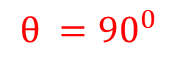 θ = 90⁰